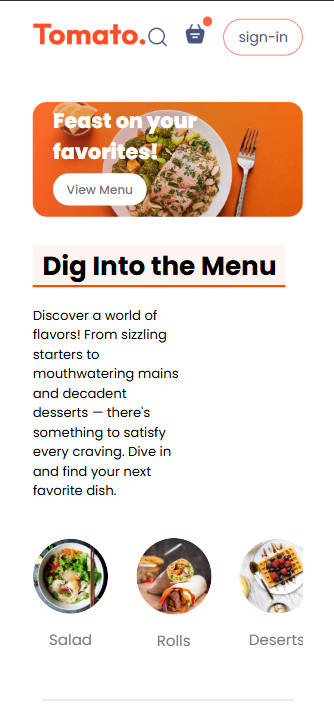 Tomato.
sign-in
Feast on your
favorites!
View Menu
Dig Into the Menu
Discover a world of
flavors! From sizzling
starters to
mouthwatering mains
and decadent
desserts — there's
something to satisfy
every craving. Dive in
and find your next
favorite dish.
Salad
Rolls
Deserts